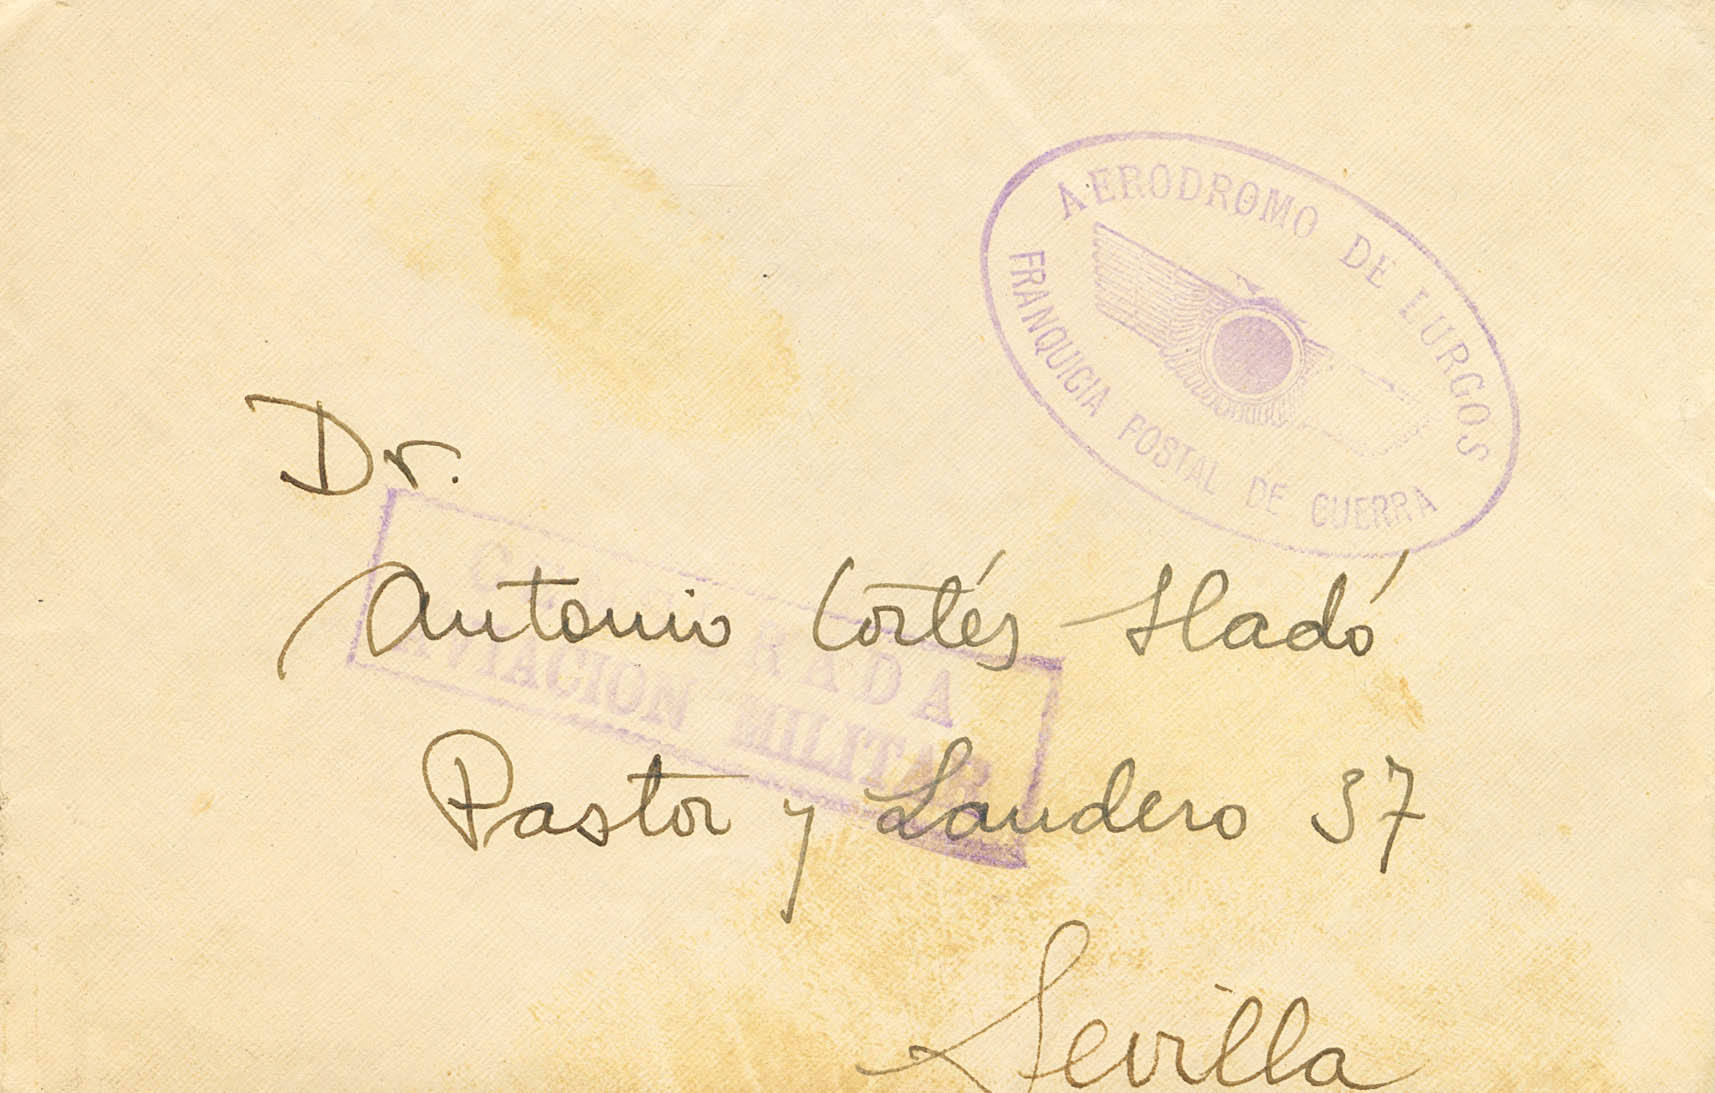 AERODROMO DE BURGOS
FRANQUICIA POSTAL DE GUERRA
Dr.
Antonio Cortés Lladó
CENSURADA
AVIACION MILITAR
Pastor y Landero 37
Sevilla